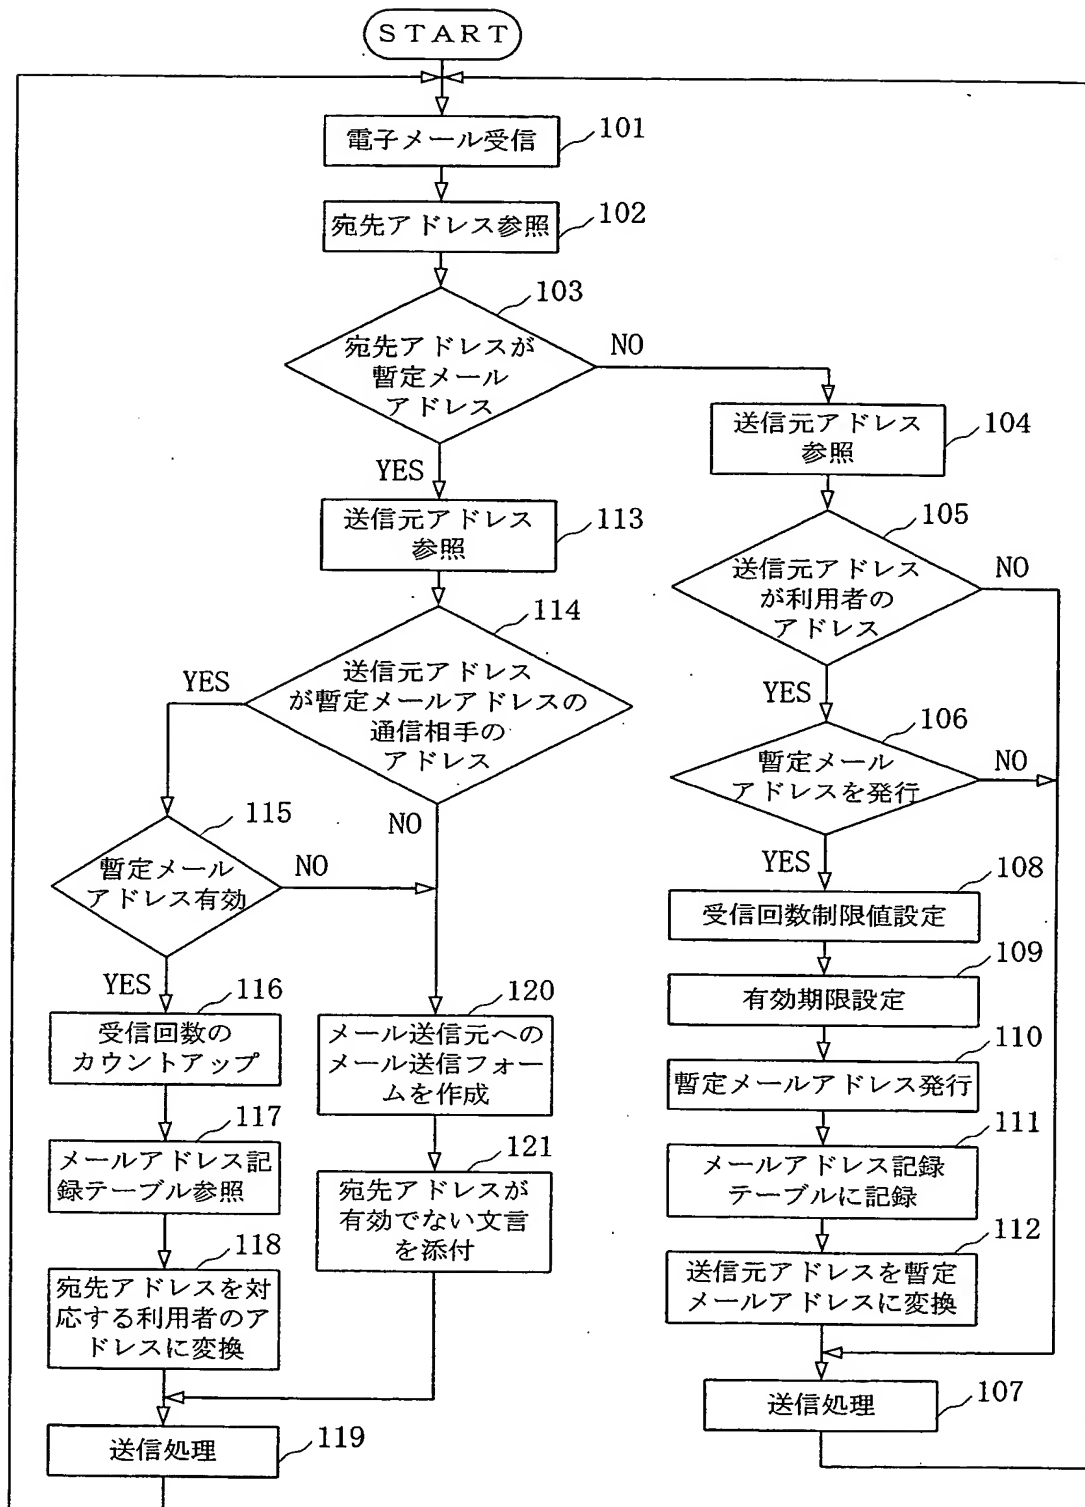 START
電子メール受信
101
宛先アドレス参照
102
103
宛先アドレスが
暫定メール
アドレス
NO
YES
送信元アドレス
参照
104
送信元アドレス
参照
113
105
送信元アドレス
が利用者の
アドレス
NO
YES
114
送信元アドレス
が暫定メールアドレスの
通信相手の
アドレス
YES
NO
106
暫定メール
アドレスを発行
NO
YES
115
暫定メール
アドレス有効
NO
YES
108
受信回数制限値設定
109
有効期限設定
116
受信回数の
カウントアップ
120
メール送信元への
メール送信フォー
ムを作成
110
暫定メールアドレス発行
117
メールアドレス記
録テーブル参照
111
メールアドレス記録
テーブルに記録
121
宛先アドレスが
有効でない文言
を添付
118
宛先アドレスを対
応する利用者のア
ドレスに変換
112
送信元アドレスを暫定
メールアドレスに変換
送信処理
107
送信処理
119